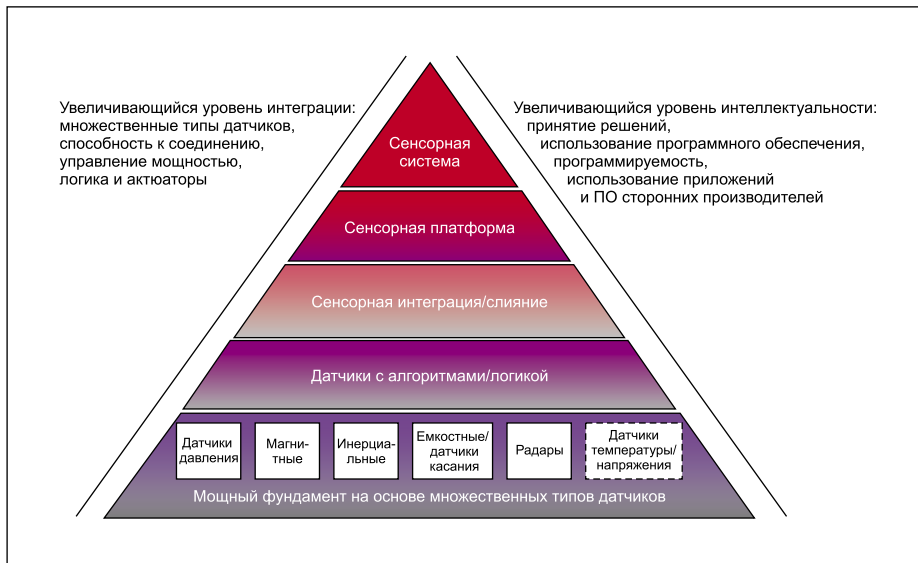 Увеличивающийся уровень интеграции:
множественные типы датчиков,
способность к соединению,
управление мощностью,
логика и актюаторы
Увеличивающийся уровень интеллектуальности:
принятие решений,
использование программного обеспечения,
программируемость,
использование приложений
и ПО сторонних производителей
Сенсорная
система
Сенсорная платформа
Сенсорная интеграция/слияние
Датчики с алгоритмами/логикой
Датчики
давления
Магни-
тные
Инерциа-
льные
Емкостные/
датчики
касания
Радары
Датчики
температуры/
напряжения
Мощный фундамент на основе множественных типов датчиков